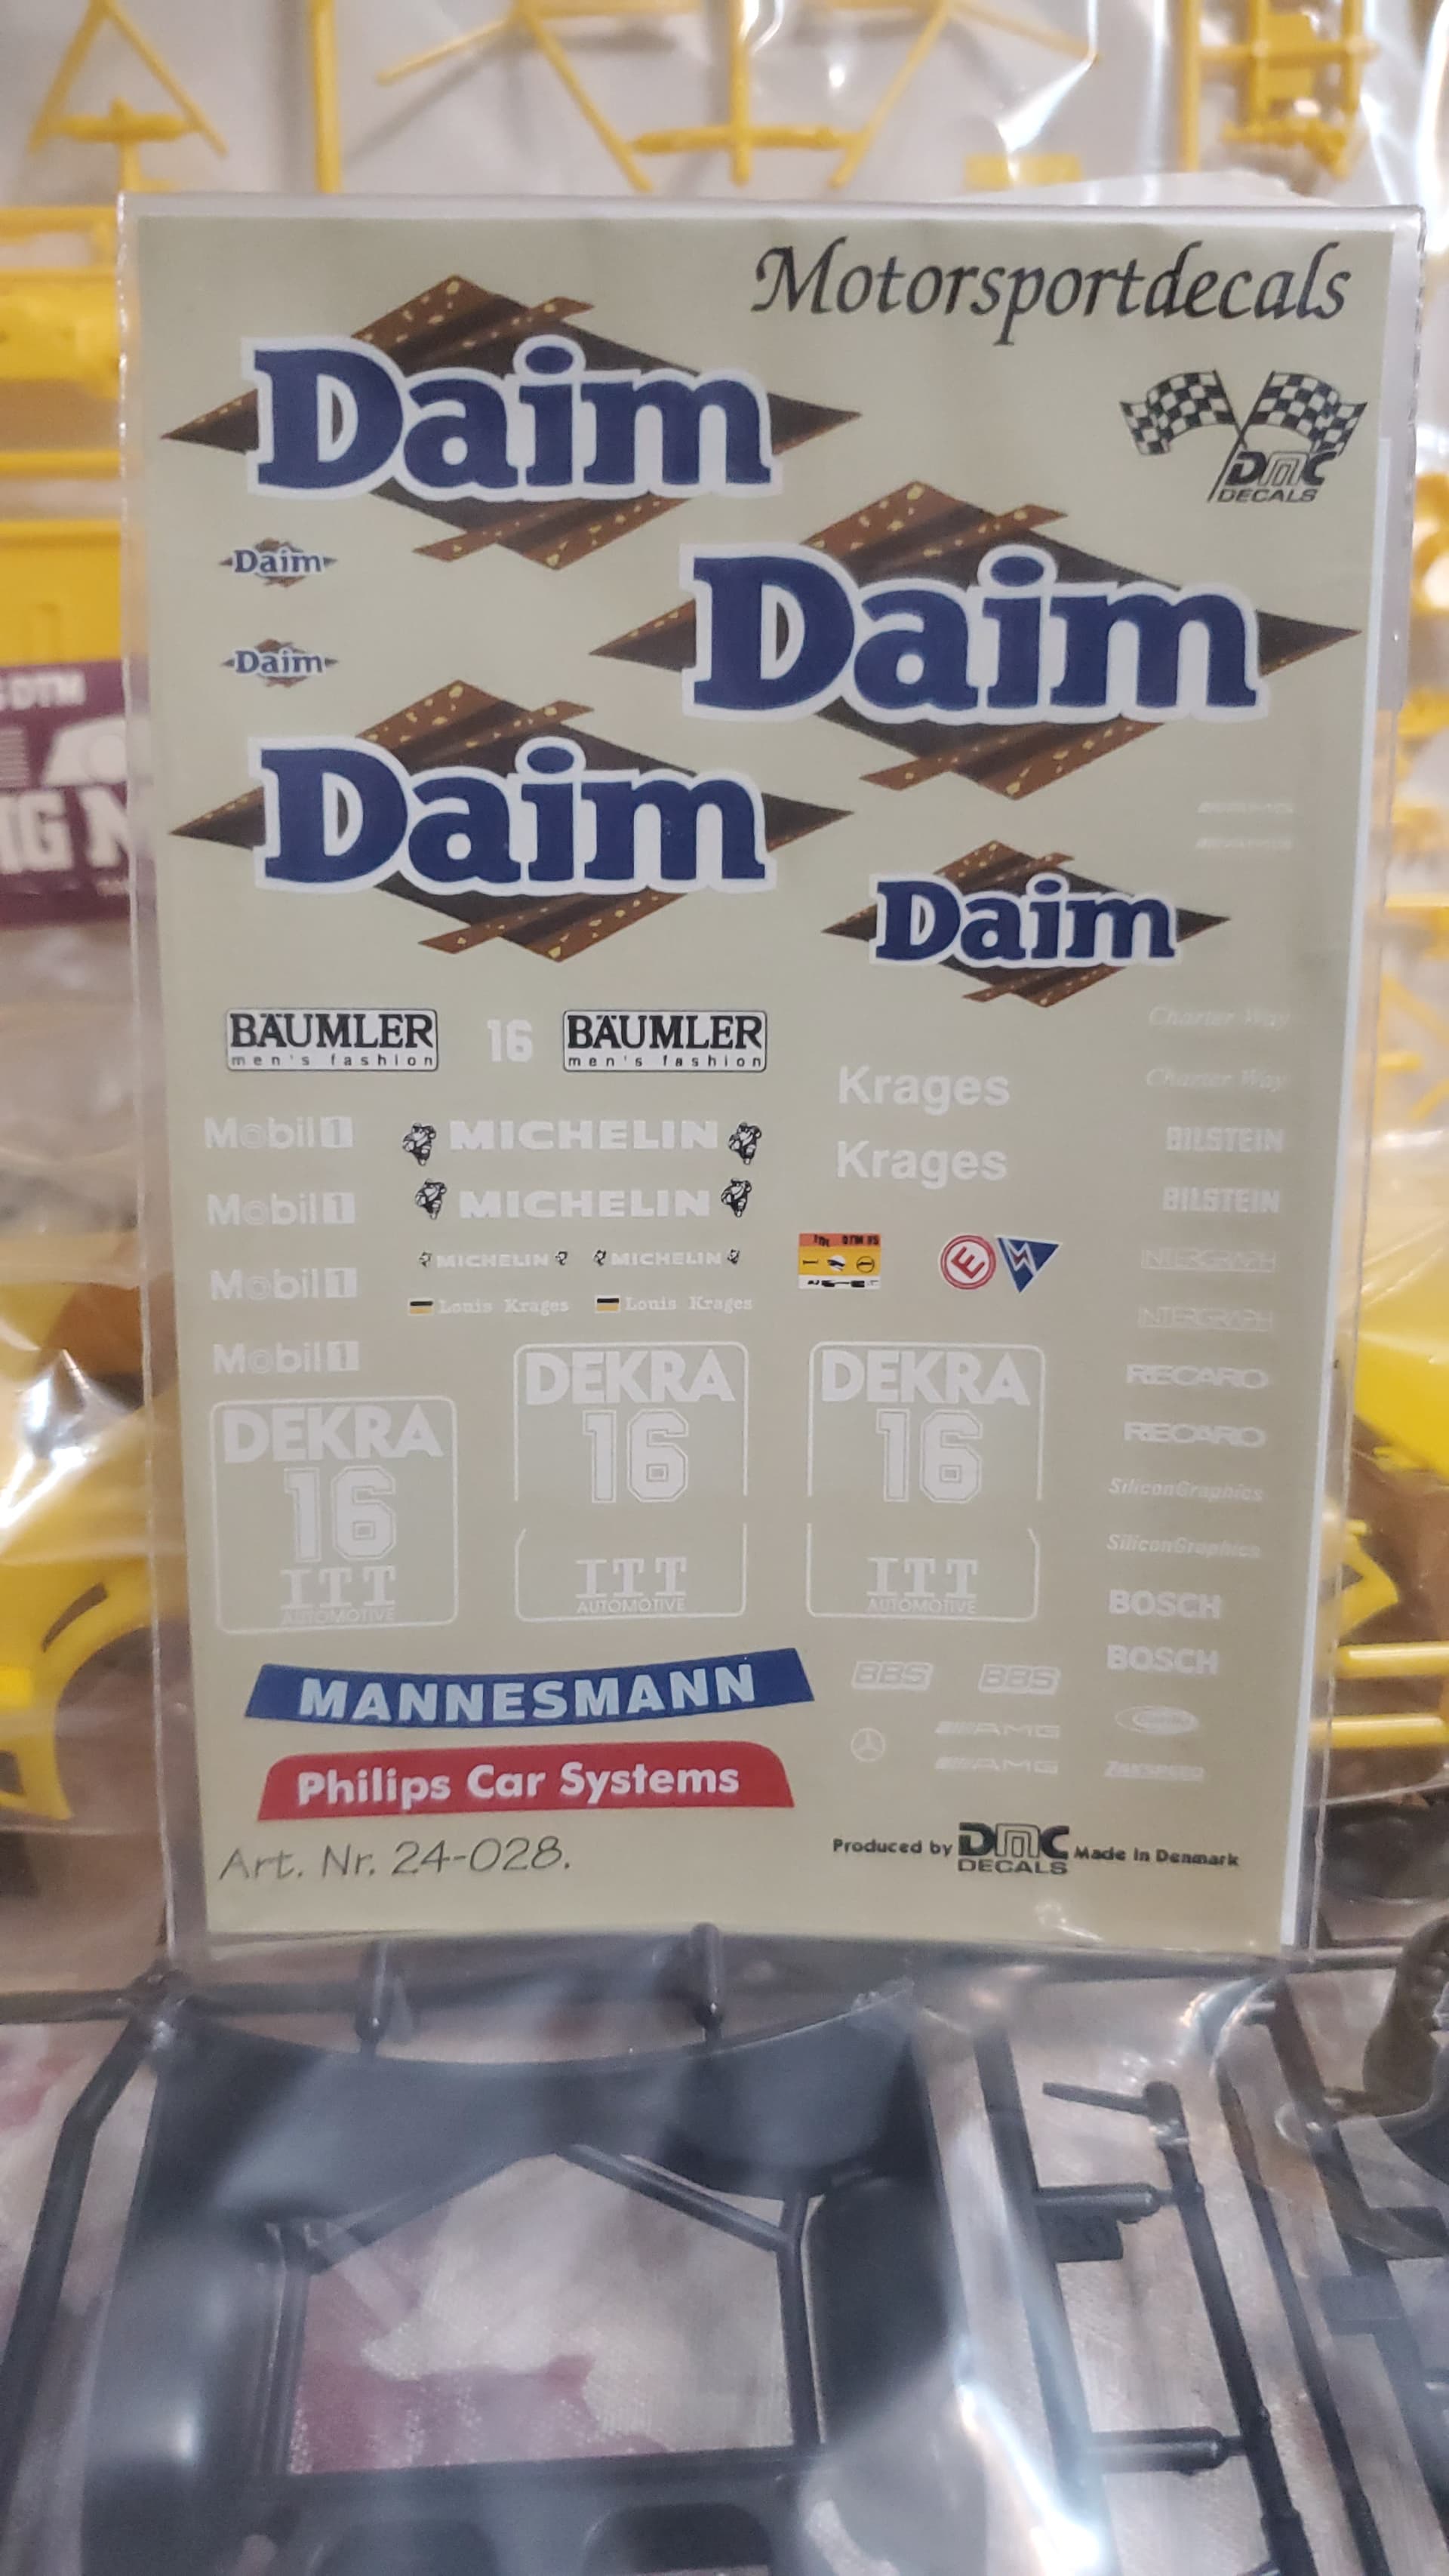 Motorsportdecals
Daim
DMC
DECALS
Daim
Daim
Daim
Daim
Daim
BÄUMLER
men's fashion
16
BÄUMLER
men's fashion
Charter Way
Krages
Charter Way
Mobil 1
MICHELIN
BILSTEIN
Krages
Mobil 1
MICHELIN
BILSTEIN
MICHELIN
MICHELIN
E
INTERGRAPH
Mobil 1
Louis Krages
Louis Krages
INTERGRAPH
Mobil 1
DEKRA
16
ITT
AUTOMOTIVE
DEKRA
16
ITT
AUTOMOTIVE
DEKRA
16
ITT
AUTOMOTIVE
RECARO
RECARO
SiliconGraphics
SiliconGraphics
BOSCH
BOSCH
MANNESMANN
BBS
BBS
AMG
AMG
ZAKSPEED
Philips Car Systems
Art. Nr. 24-028.
Produced by DMC DECALS Made in Denmark
DTM